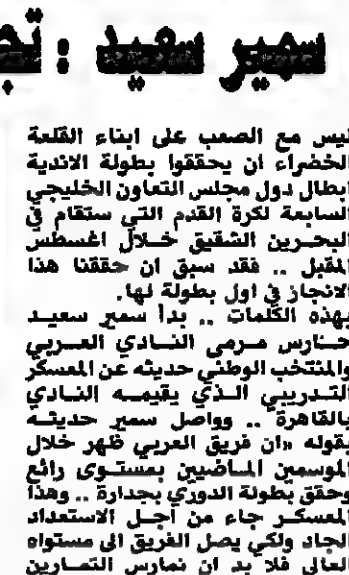 سمير سعيد :
ليس مع الصعب على ابناء القلعة
الخضراء ان يحققوا بطولة الاندية
ابطال دول مجلس التعاون الخليجي
السابعة لكرة القدم التي ستقام في
البحرين الشقيق خلال اغسطس
المقبل .. فقد سبق ان حققنا هذا
الانجاز في اول بطولة لها.
بهذه الكلمات .. بدأ سمير سعيد
حارس مرمى النادي العربي
والمنتخب الوطني حديثه عن المعسكر
التدريبي الذي يقيمه النادي
بالقاهرة .. وواصل سمير حديثه
بقوله «ان فريق العربي ظهر خلال
الموسمين الماضيين بمستوى رائع
وحقق بطولة الدوري بجدارة .. وهذا
المعسكر جاء من أجل الاستعداد
الجاد ولكي يصل الفريق الى مستواه
العالي فلا بد ان نمارس التمارين